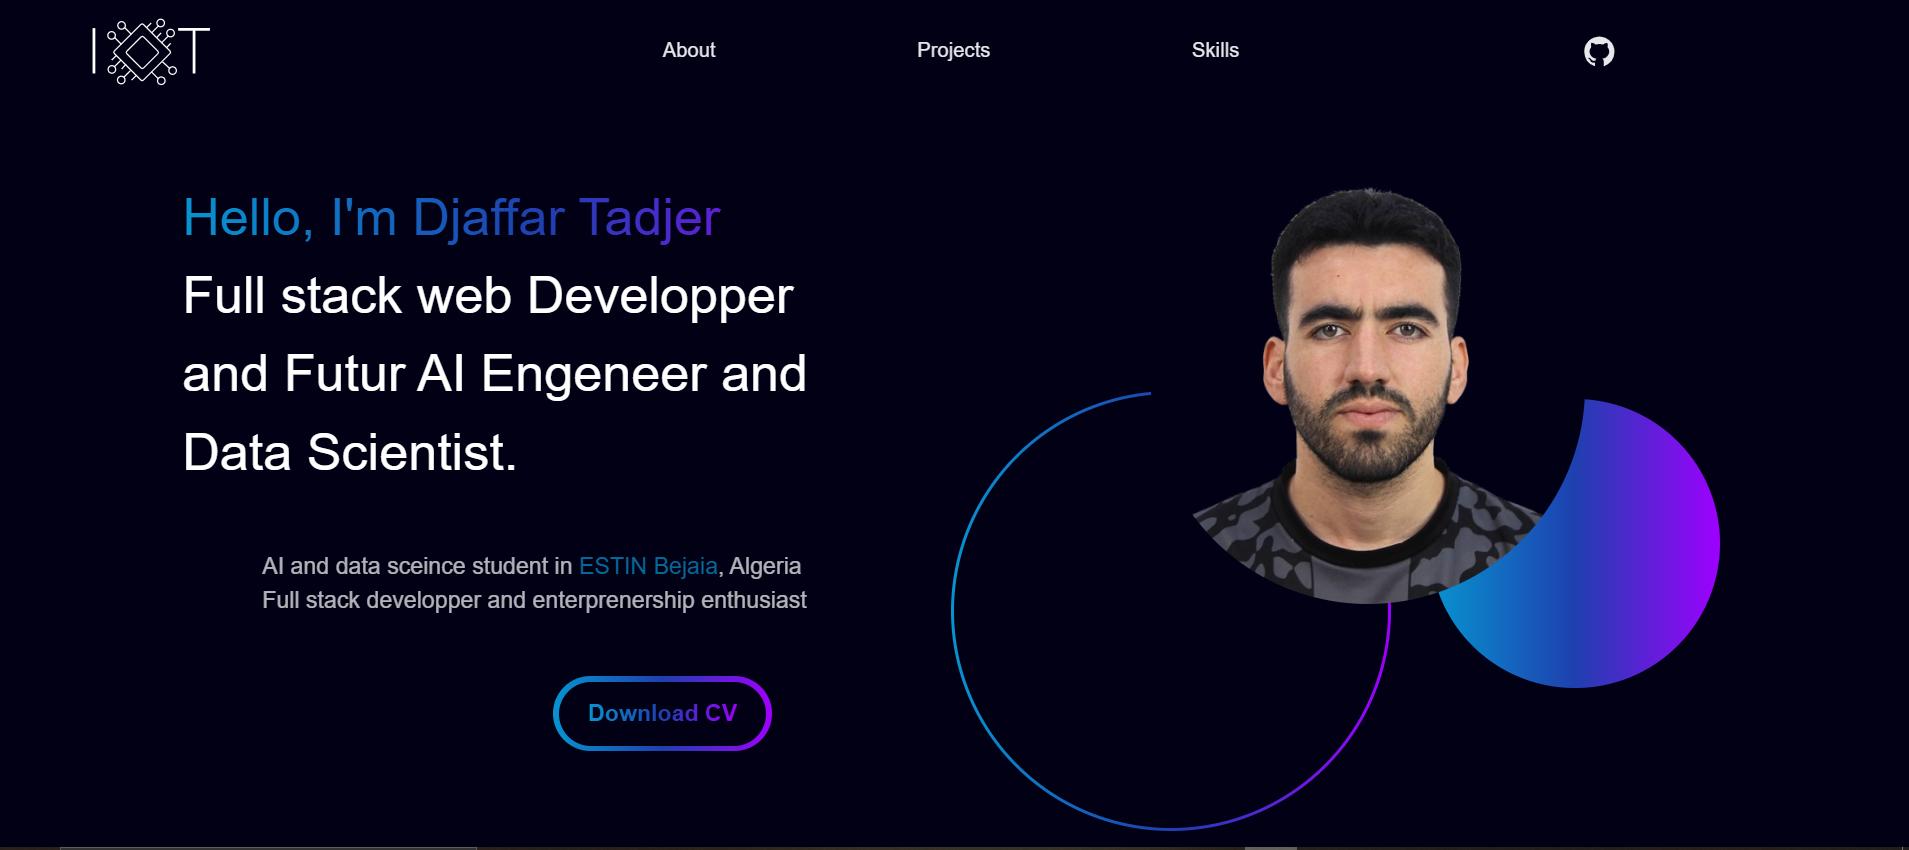 IOT
About
Projects
Skills
Hello, I'm Djaffar Tadjer
Full stack web Developper
and Futur AI Engeneer and
Data Scientist.
AI and data sceince student in ESTIN Bejaia, Algeria
Full stack developper and enterprenership enthusiast
Download CV